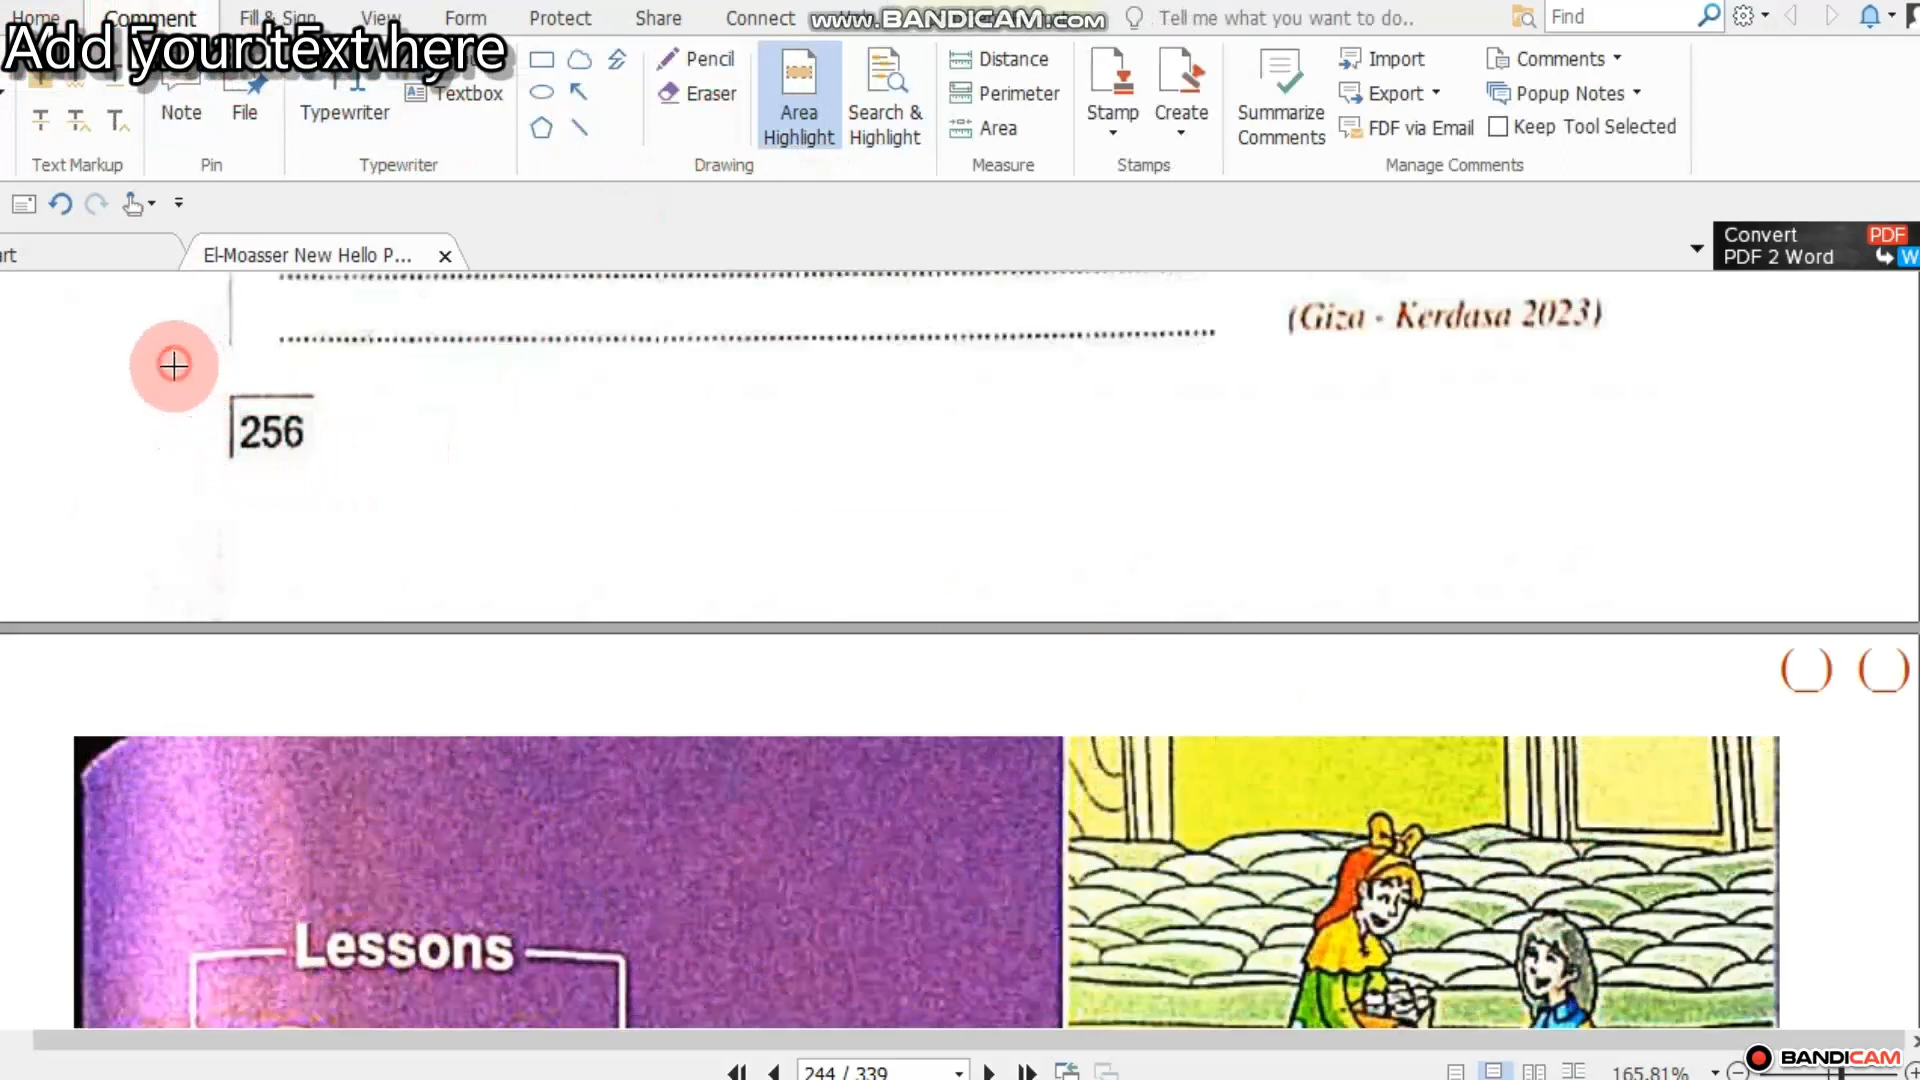 Home Comment Fill & Sign View Form Protect Share Connect www.BANDICAM.com Tell me what you want to do.. Find
Add your text here
Pencil Distance Import Comments
Textbox Eraser Perimeter Export Popup Notes
Note File Typewriter Area Highlight Search & Highlight Area Stamp Create Summarize Comments FDF via Email Keep Tool Selected
Text Markup Pin Typewriter Drawing Measure Stamps Manage Comments
art El-Moasser New Hello P... Convert PDF
PDF 2 Word W
(Giza - Kerdasa 2023)
256
(_) (_)
Lessons
244 / 339 165.81% BANDICAM